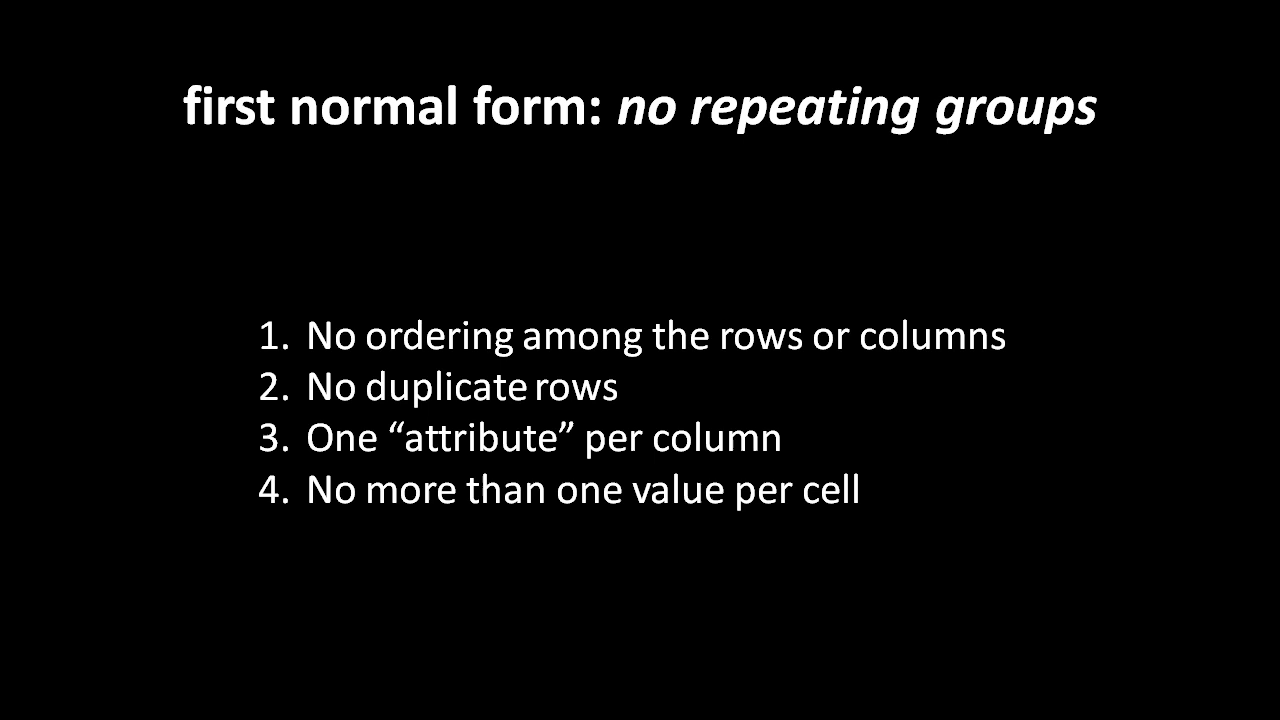 first normal form: no repeating groups
1. No ordering among the rows or columns
2. No duplicate rows
3. One “attribute” per column
4. No more than one value per cell